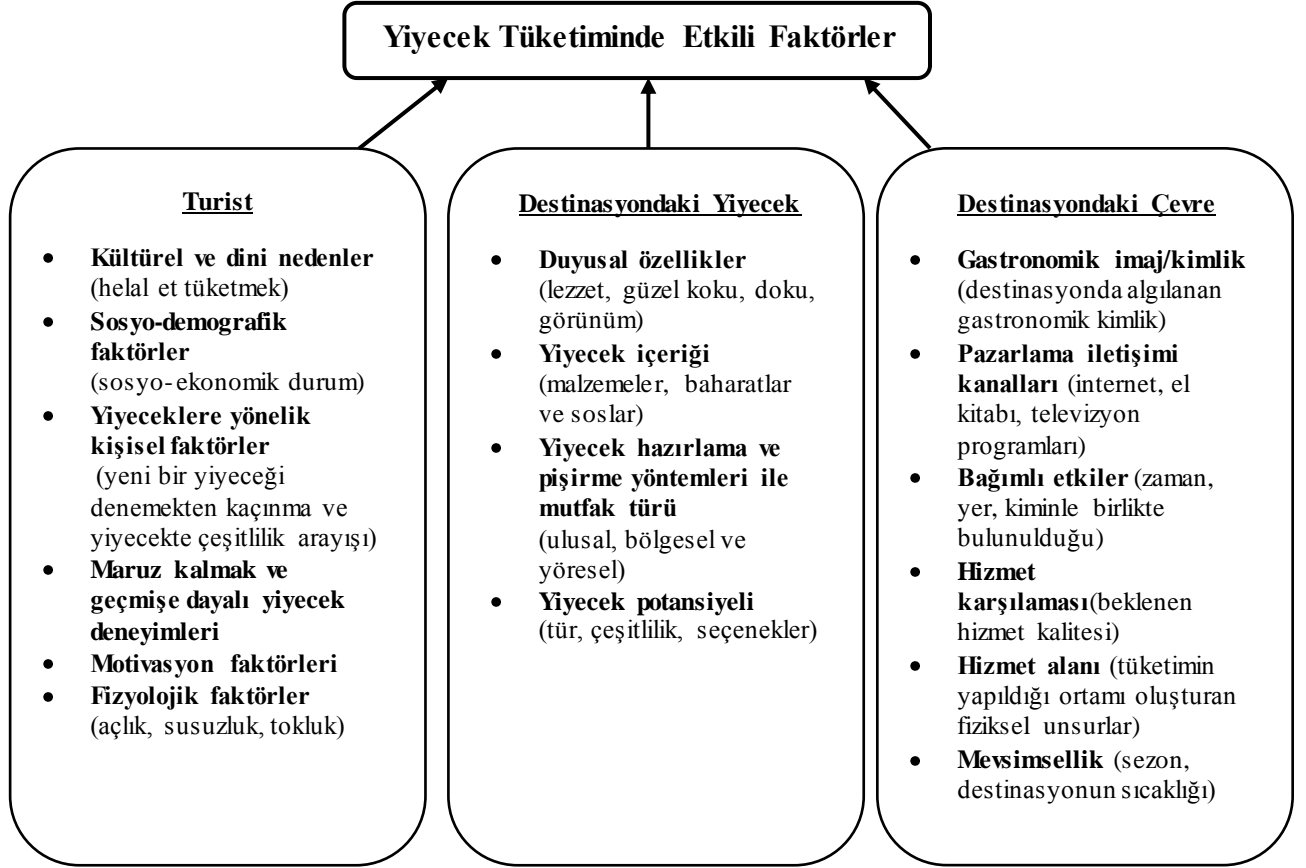 Yiyecek Tüketiminde Etkili Faktörler
Turist
• Kültürel ve dini nedenler
(helal et tüketmek)
• Sosyo-demografik
faktörler
(sosyo-ekonomik durum)
• Yiyeceklere yönelik
kişisel faktörler
(yeni bir yiyeceği
denemekten kaçınma ve
yiyecekte çeşitlilik arayışı)
• Maruz kalmak ve
geçmişe dayalı yiyecek
deneyimleri
• Motivasyon faktörleri
• Fizyolojik faktörler
(açlık, susuzluk, tokluk)
Destinasyondaki Yiyecek
• Duyusal özellikler
(lezzet, güzel koku, doku,
görünüm)
• Yiyecek içeriği
(malzemeler, baharatlar
ve soslar)
• Yiyecek hazırlama ve
pişirme yöntemleri ile
mutfak türü
(ulusal, bölgesel ve
yöresel)
• Yiyecek potansiyeli
(tür, çeşitlilik, seçenekler)
Destinasyondaki Çevre
• Gastronomik imaj/kimlik
(destinasyonda algılanan
gastronomik kimlik)
• Pazarlama iletişimi
kanalları (internet, el
kitabı, televizyon
programları)
• Bağımlı etkiler (zaman,
yer, kiminle birlikte
bulunulduğu)
• Hizmet
karşılaması(beklenen
hizmet kalitesi)
• Hizmet alanı (tüketimin
yapıldığı ortamı oluşturan
fiziksel unsurlar)
• Mevsimsellik (sezon,
destinasyonun sıcaklığı)